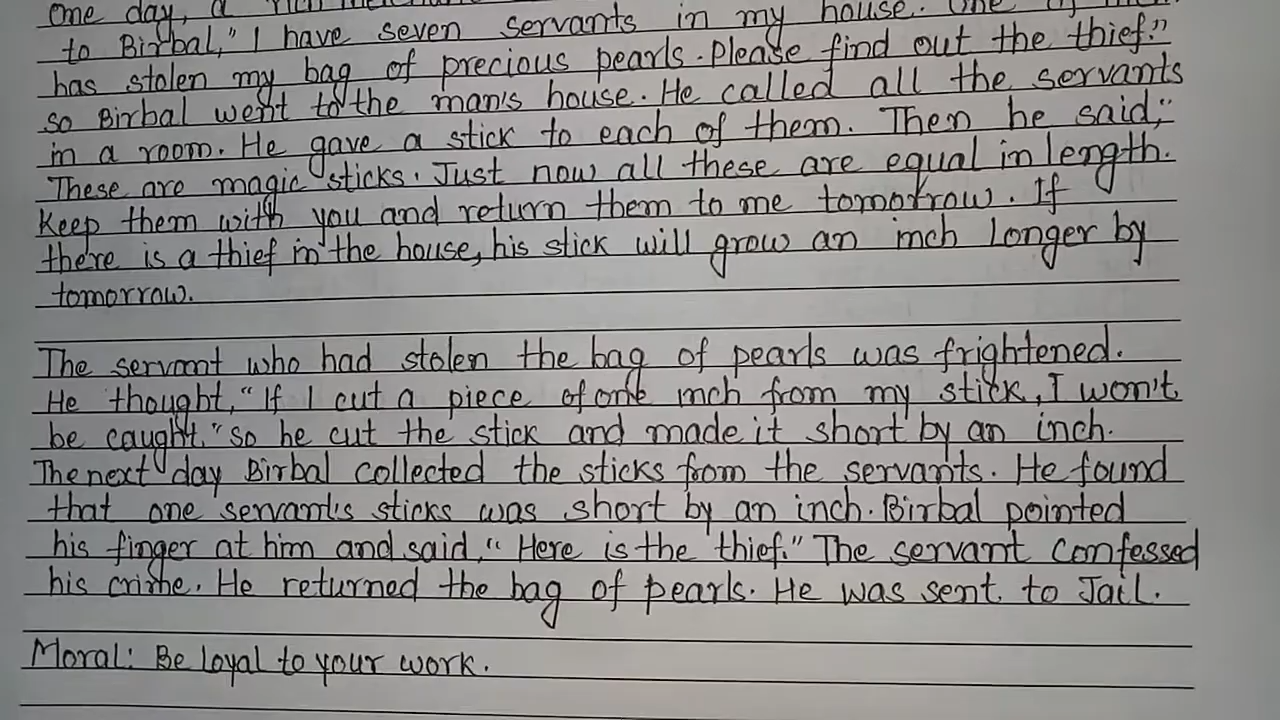 One day, a rich
to Birbal," I have seven servants in my house. One of
has stolen my bag of precious pearls. Please find out the thief."
so Birbal went to the man's house. He called all the servants
in a room. He gave a stick to each of them. Then he said,"
These are magic sticks. Just now all these are equal in length.
Keep them with you and return them to me tomorrow. If
there is a thief in the house, his stick will grow an inch longer by
tomorrow.
The servant who had stolen the bag of pearls was frightened.
He thought, "If I cut a piece of one inch from my stick, I won't
be caught." so he cut the stick and made it short by an inch.
The next day Birbal collected the sticks from the servants. He found
that one servant's sticks was short by an inch. Birbal pointed
his finger at him and said, "Here is the thief." The servant confessed
his crime. He returned the bag of pearls. He was sent to Jail.
Moral: Be loyal to your work.